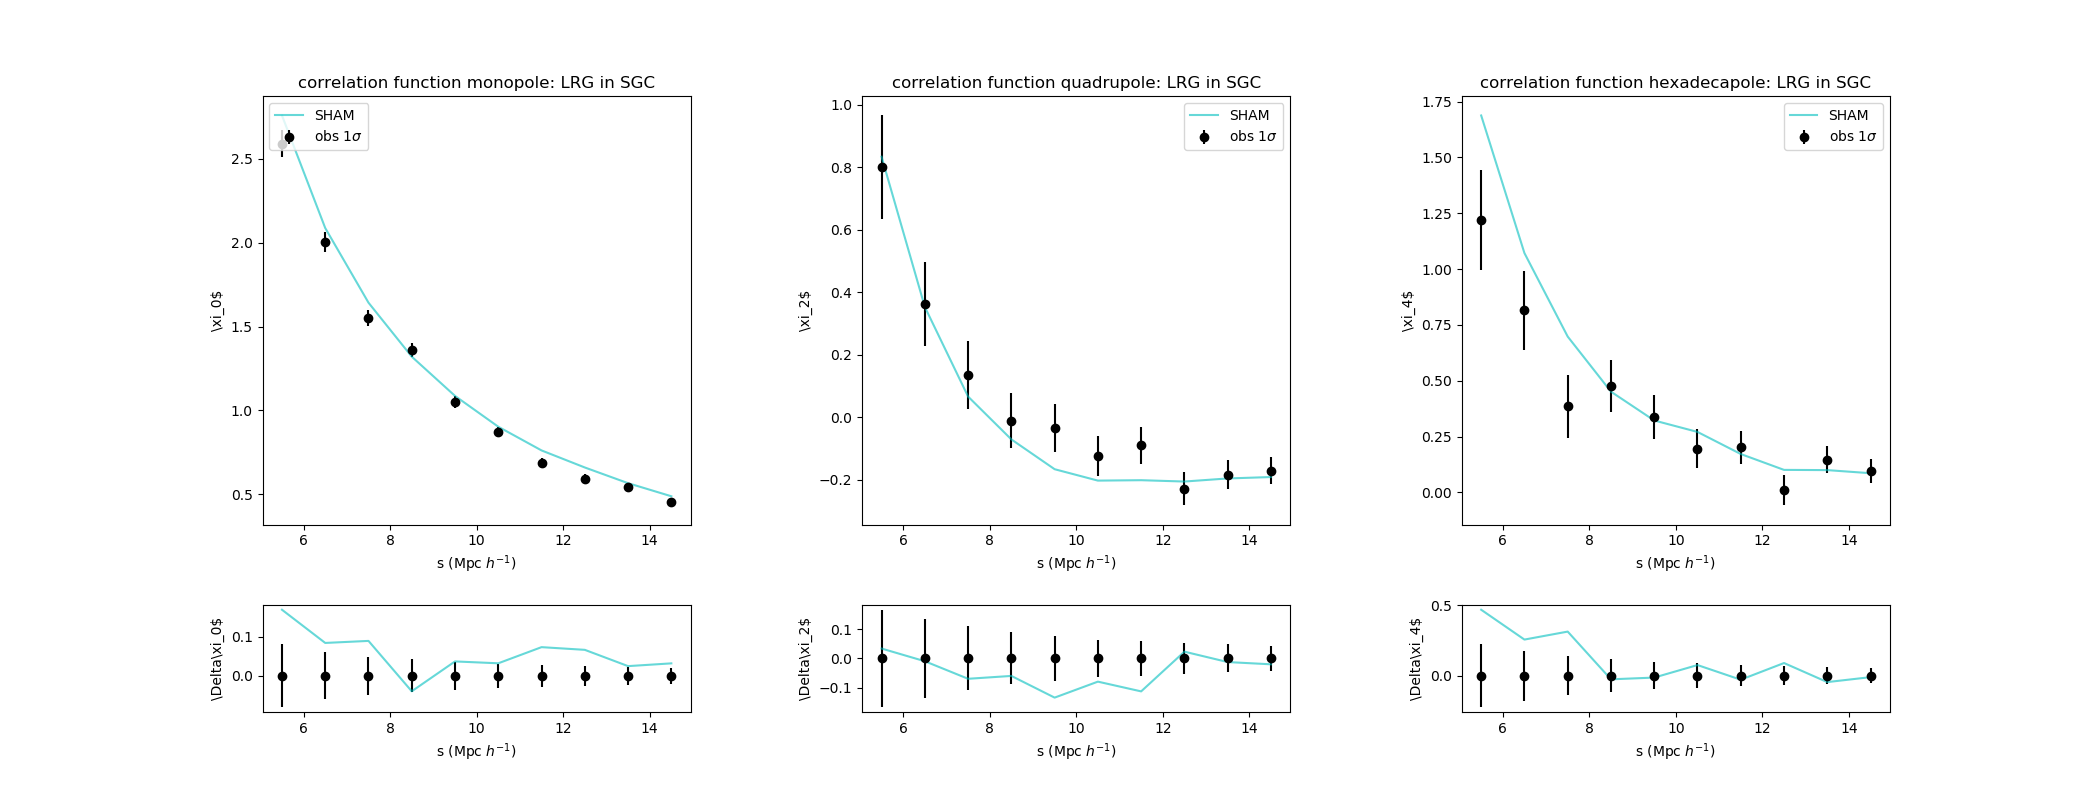 correlation function monopole: LRG in SGC
SHAM
obs 1σ
2.5
2.0
1.5
1.0
0.5
\xi_0$
6 8 10 12 14
s (Mpc h⁻¹)
0.1
0.0
\Delta\xi_0$
6 8 10 12 14
s (Mpc h⁻¹)
correlation function quadrupole: LRG in SGC
SHAM
obs 1σ
1.0
0.8
0.6
0.4
0.2
0.0
−0.2
\xi_2$
6 8 10 12 14
s (Mpc h⁻¹)
0.1
0.0
−0.1
\Delta\xi_2$
6 8 10 12 14
s (Mpc h⁻¹)
correlation function hexadecapole: LRG in SGC
SHAM
obs 1σ
1.75
1.50
1.25
1.00
0.75
0.50
0.25
0.00
\xi_4$
6 8 10 12 14
s (Mpc h⁻¹)
0.5
0.0
\Delta\xi_4$
6 8 10 12 14
s (Mpc h⁻¹)